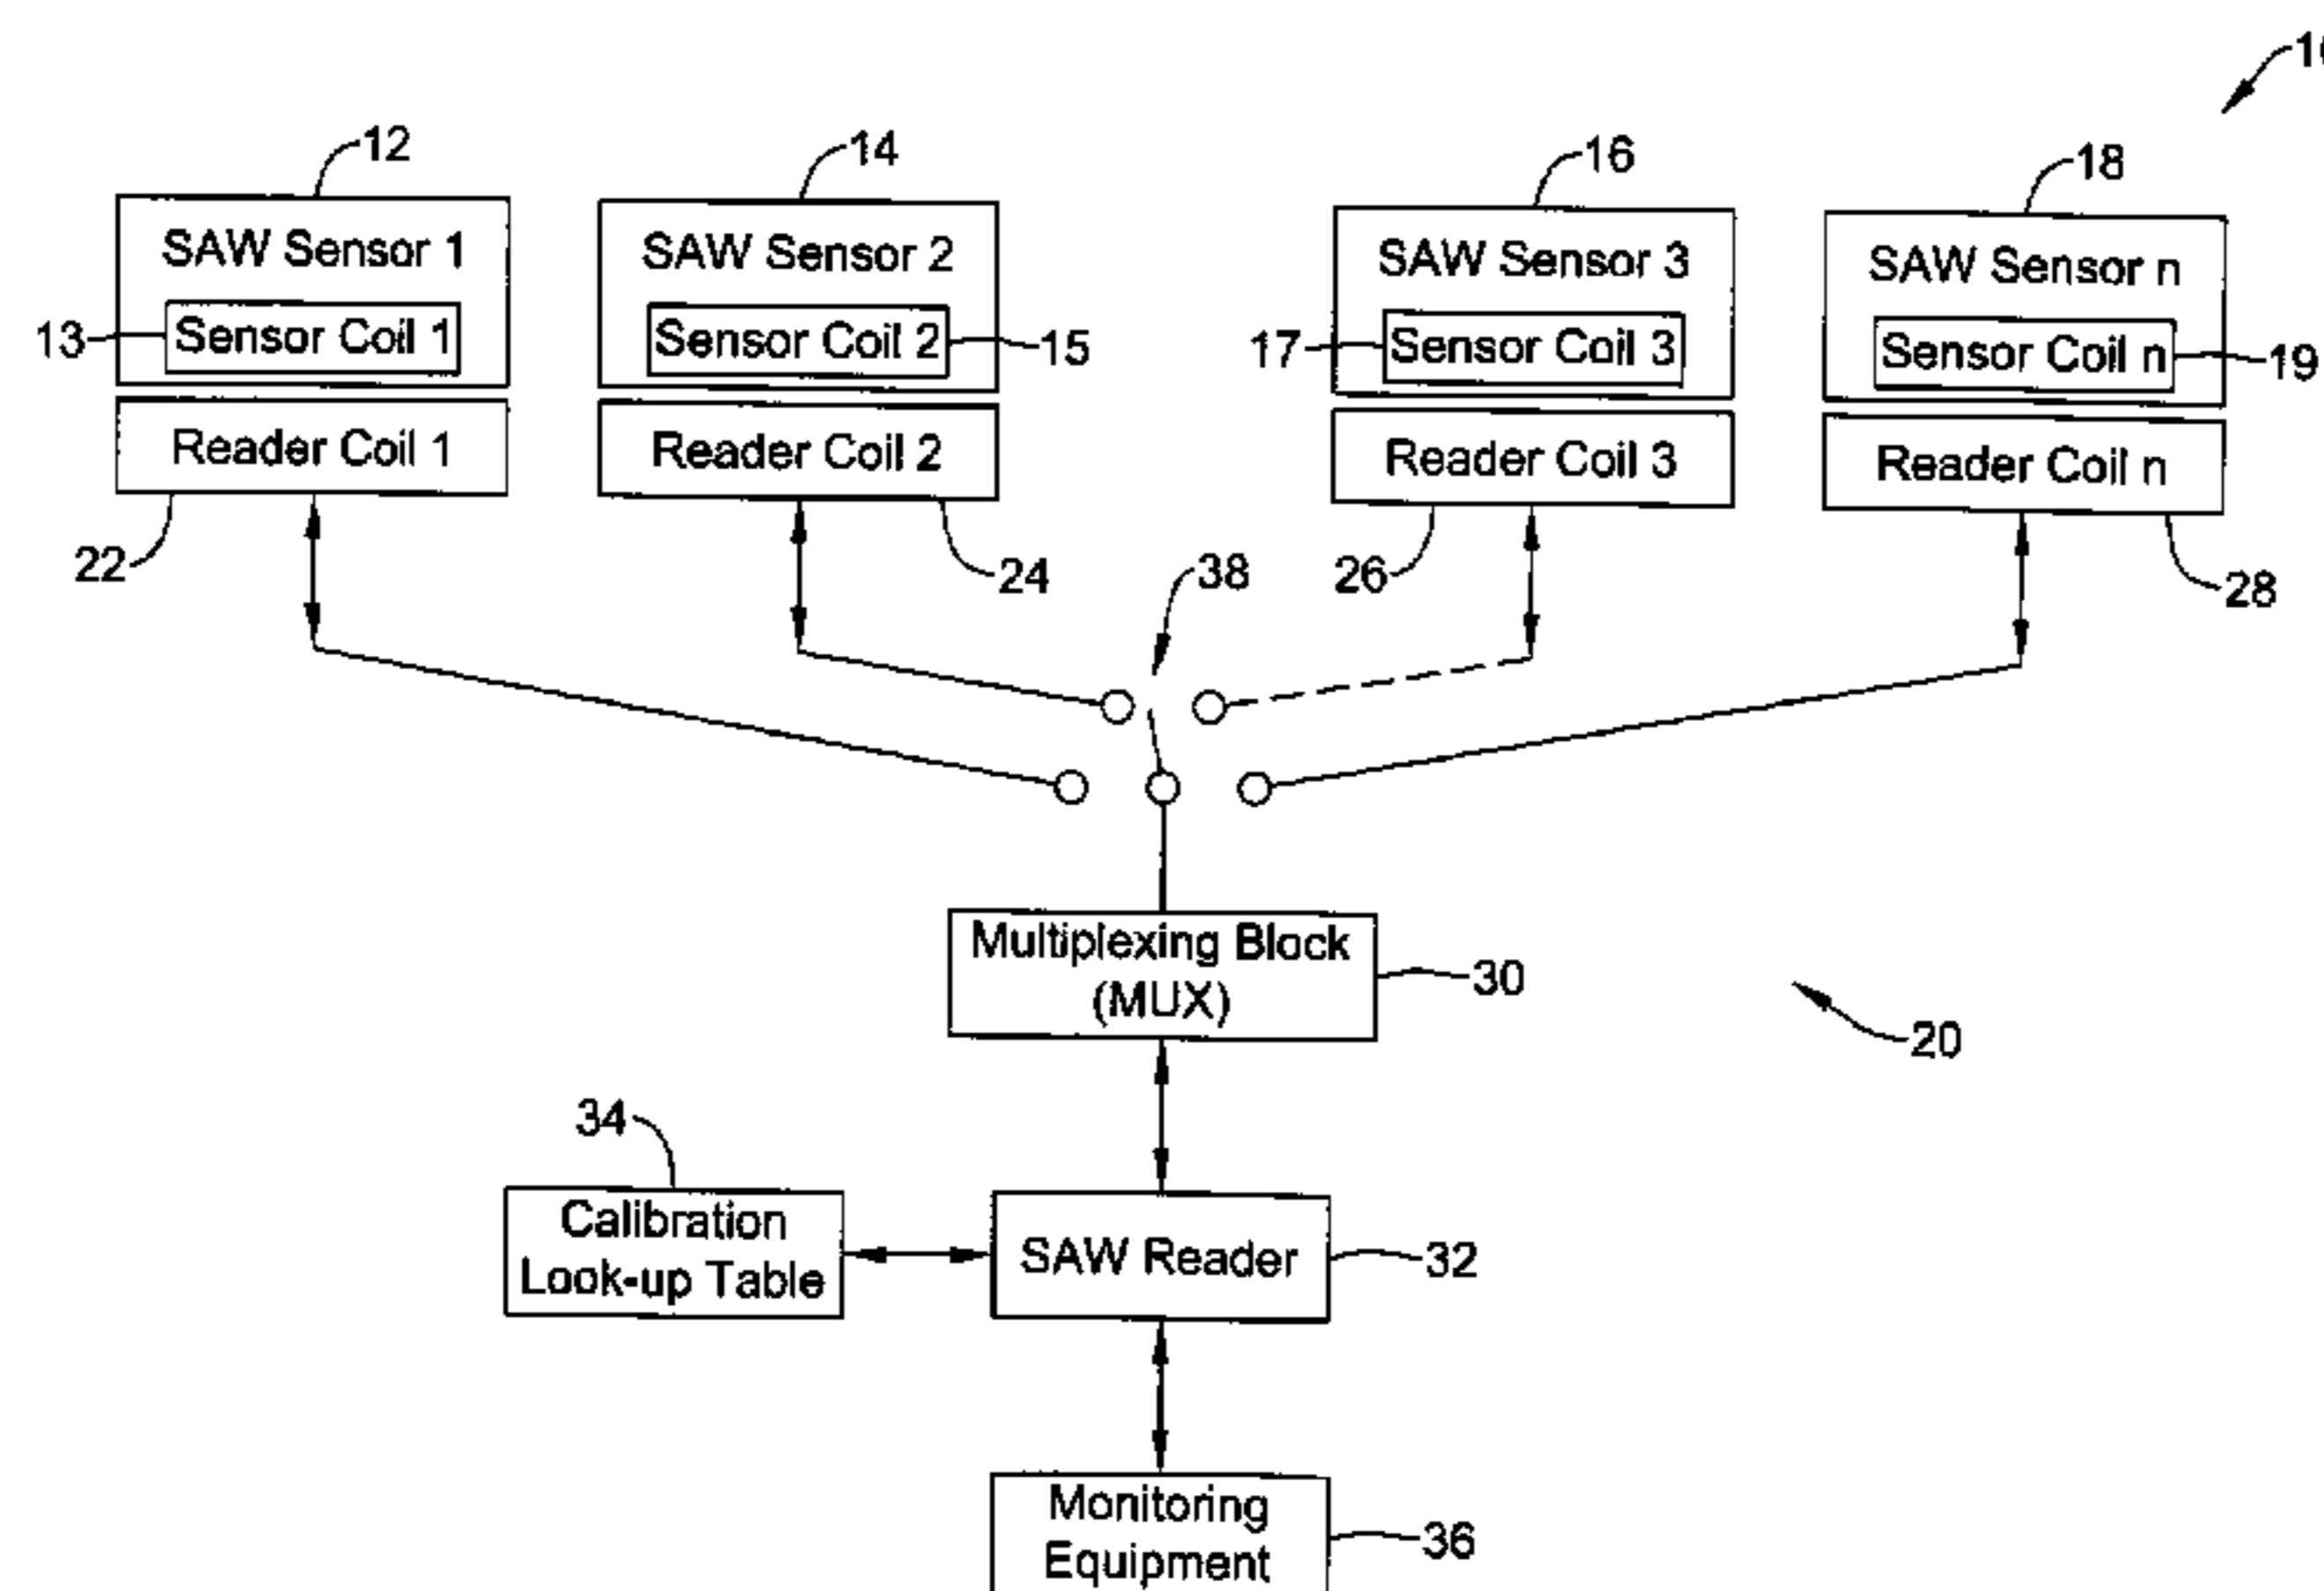 12
14
16
18
SAW Sensor 1
SAW Sensor 2
SAW Sensor 3
SAW Sensor n
13
Sensor Coil 1
Sensor Coil 2
15
17
Sensor Coil 3
Sensor Coil n
19
Reader Coil 1
Reader Coil 2
Reader Coil 3
Reader Coil n
22
24
38
26
28
Multiplexing Block
(MUX)
30
20
34
Calibration
Look-up Table
SAW Reader
32
Monitoring
Equipment
36